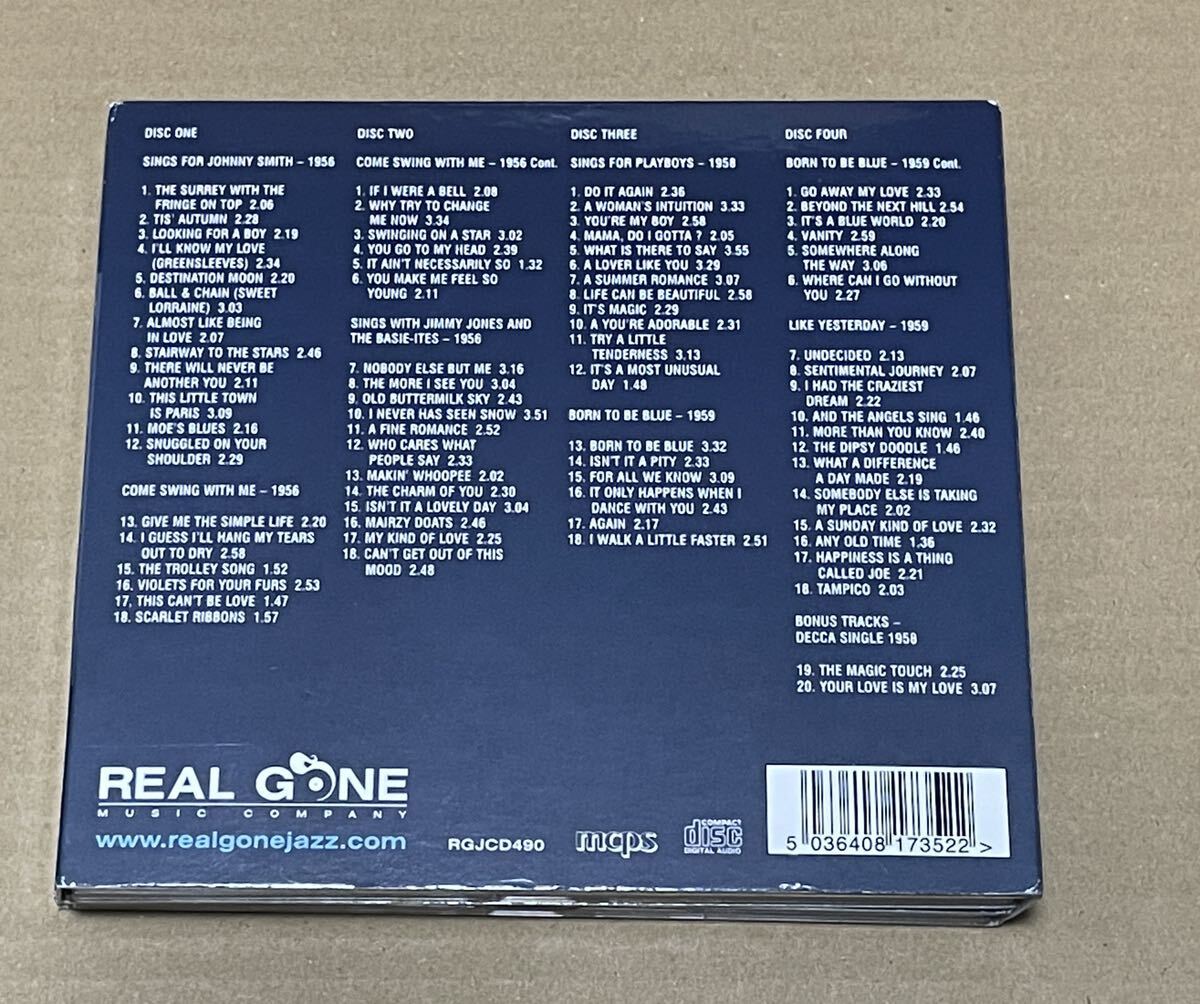 DISC ONE
SINGS FOR JOHNNY SMITH – 1956
1. THE SURREY WITH THE
FRINGE ON TOP 2.06
2. TIS' AUTUMN 2.28
3. LOOKING FOR A BOY 2.19
4. I'LL KNOW MY LOVE
(GREENSLEEVES) 2.34
5. DESTINATION MOON 2.20
6. BALL & CHAIN (SWEET
LORRAINE) 3.03
7. ALMOST LIKE BEING
IN LOVE 2.07
8. STAIRWAY TO THE STARS 2.46
9. THERE WILL NEVER BE
ANOTHER YOU 2.11
10. THIS LITTLE TOWN
IS PARIS 3.09
11. MOE'S BLUES 2.16
12. SNUGGLED ON YOUR
SHOULDER 2.29
COME SWING WITH ME – 1956
13. GIVE ME THE SIMPLE LIFE 2.20
14. I GUESS I'LL HANG MY TEARS
OUT TO DRY 2.58
15. THE TROLLEY SONG 1.52
16. VIOLETS FOR YOUR FURS 2.53
17, THIS CAN'T BE LOVE 1.47
18. SCARLET RIBBONS 1.57
DISC TWO
COME SWING WITH ME – 1956 Cont.
1. IF I WERE A BELL 2.08
2. WHY TRY TO CHANGE
ME NOW 3.34
3. SWINGING ON A STAR 3.02
4. YOU GO TO MY HEAD 2.39
5. IT AIN'T NECESSARILY SO 1.32
6. YOU MAKE ME FEEL SO
YOUNG 2.11
SINGS WITH JIMMY JONES AND
THE BASIE-ITES – 1956
7. NOBODY ELSE BUT ME 3.16
8. THE MORE I SEE YOU 3.04
9. OLD BUTTERMILK SKY 2.43
10. I NEVER HAS SEEN SNOW 3.51
11. A FINE ROMANCE 2.52
12. WHO CARES WHAT
PEOPLE SAY 2.33
13. MAKIN' WHOOPEE 2.02
14. THE CHARM OF YOU 2.30
15. ISN'T IT A LOVELY DAY 3.04
16. MAIRZY DOATS 2.46
17. MY KIND OF LOVE 2.25
18. CAN'T GET OUT OF THIS
MOOD 2.48
DISC THREE
SINGS FOR PLAYBOYS – 1958
1. DO IT AGAIN 2.36
2. A WOMAN'S INTUITION 3.33
3. YOU'RE MY BOY 2.58
4. MAMA, DO I GOTTA ? 2.05
5. WHAT IS THERE TO SAY 3.55
6. A LOVER LIKE YOU 3.29
7. A SUMMER ROMANCE 3.07
8. LIFE CAN BE BEAUTIFUL 2.58
9. IT'S MAGIC 2.29
10. A YOU'RE ADORABLE 2.31
11. TRY A LITTLE
TENDERNESS 3.13
12. IT'S A MOST UNUSUAL
DAY 1.48
BORN TO BE BLUE – 1959
13. BORN TO BE BLUE 3.32
14. ISN'T IT A PITY 2.33
15. FOR ALL WE KNOW 3.09
16. IT ONLY HAPPENS WHEN I
DANCE WITH YOU 2.43
17. AGAIN 2.17
18. I WALK A LITTLE FASTER 2.51
DISC FOUR
BORN TO BE BLUE – 1959 Cont.
1. GO AWAY MY LOVE 2.33
2. BEYOND THE NEXT HILL 2.54
3. IT'S A BLUE WORLD 2.20
4. VANITY 2.59
5. SOMEWHERE ALONG
THE WAY 3.06
6. WHERE CAN I GO WITHOUT
YOU 2.27
LIKE YESTERDAY – 1959
7. UNDECIDED 2.13
8. SENTIMENTAL JOURNEY 2.07
9. I HAD THE CRAZIEST
DREAM 2.22
10. AND THE ANGELS SING 1.46
11. MORE THAN YOU KNOW 2.40
12. THE DIPSY DOODLE 1.46
13. WHAT A DIFFERENCE
A DAY MADE 2.19
14. SOMEBODY ELSE IS TAKING
MY PLACE 2.02
15. A SUNDAY KIND OF LOVE 2.32
16. ANY OLD TIME 1.36
17. HAPPINESS IS A THING
CALLED JOE 2.21
18. TAMPICO 2.03
BONUS TRACKS –
DECCA SINGLE 1958
19. THE MAGIC TOUCH 2.25
20. YOUR LOVE IS MY LOVE 3.07
REAL GONE
MUSIC COMPANY
www.realgonejazz.com
RGJCD490
mcps
COMPACT
disc
DIGITAL AUDIO
5 036408 173522 >